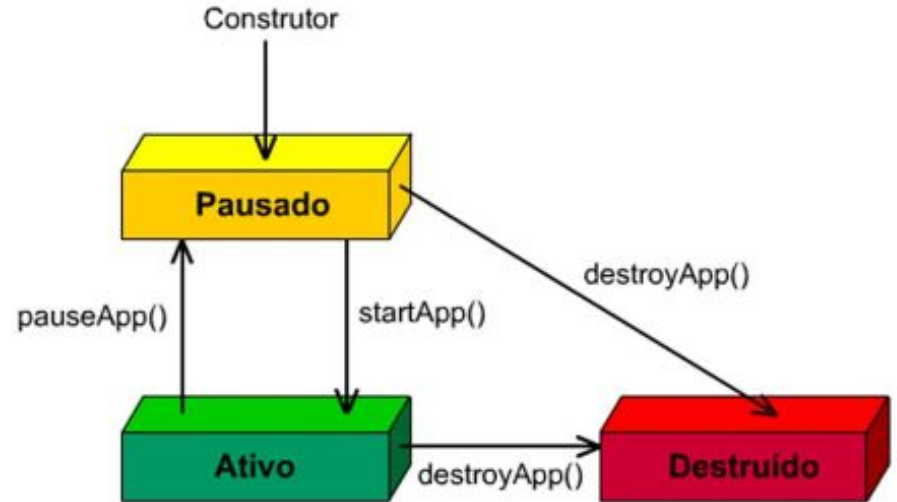 Construtor
Pausado
destroyApp()
pauseApp()
startApp()
Ativo
destroyApp()
Destruído